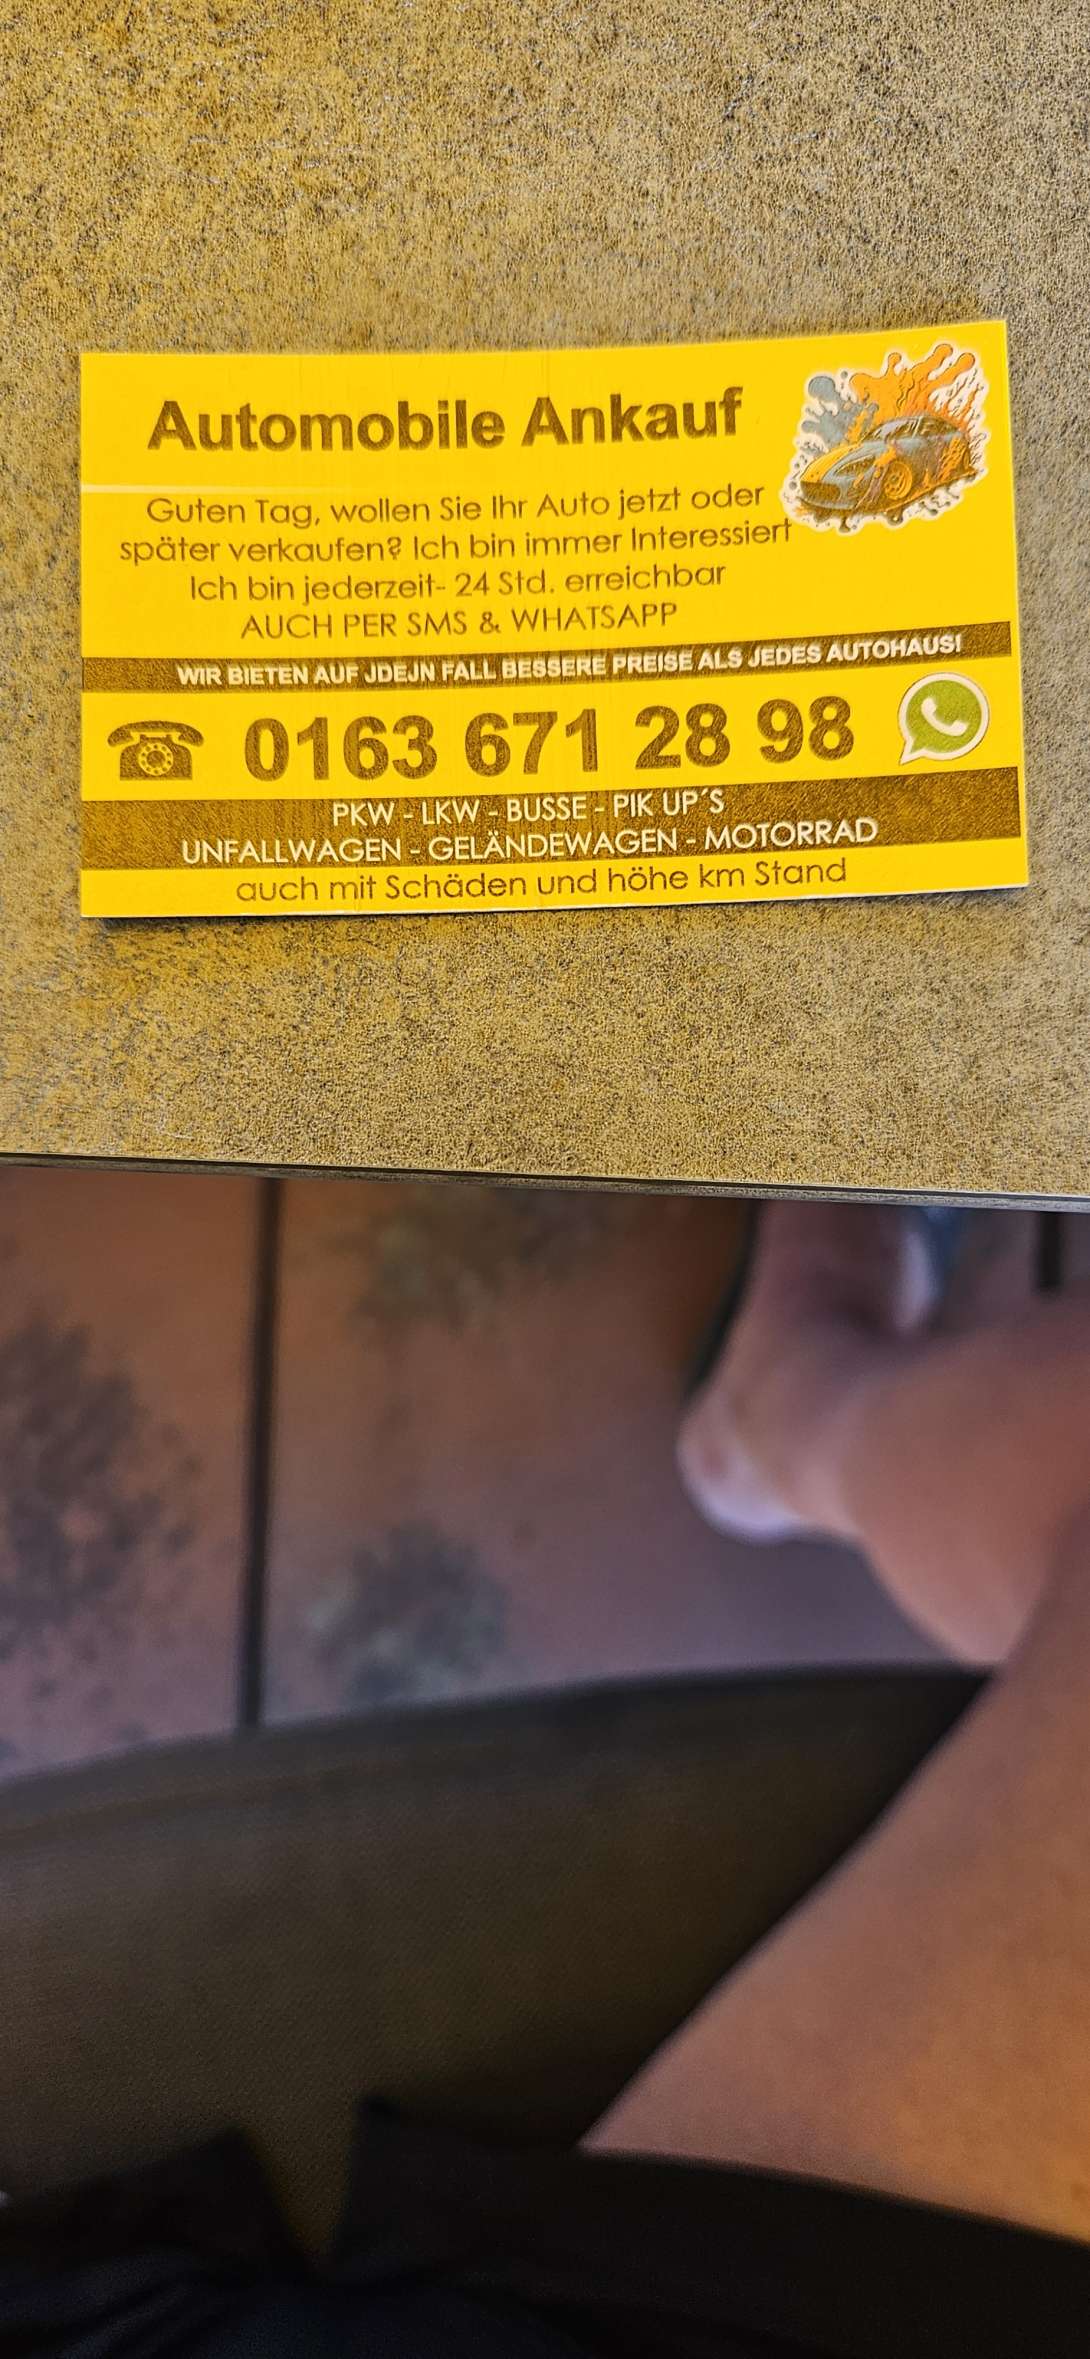 Automobile Ankauf
Guten Tag, wollen Sie Ihr Auto jetzt oder
später verkaufen? Ich bin immer Interessiert
Ich bin jederzeit- 24 Std. erreichbar
AUCH PER SMS & WHATSAPP
WIR BIETEN AUF JDEJN FALL BESSERE PREISE ALS JEDES AUTOHAUS!
0163 671 28 98
PKW - LKW - BUSSE - PIK UP´S
UNFALLWAGEN - GELÄNDEWAGEN - MOTORRAD
auch mit Schäden und höhe km Stand